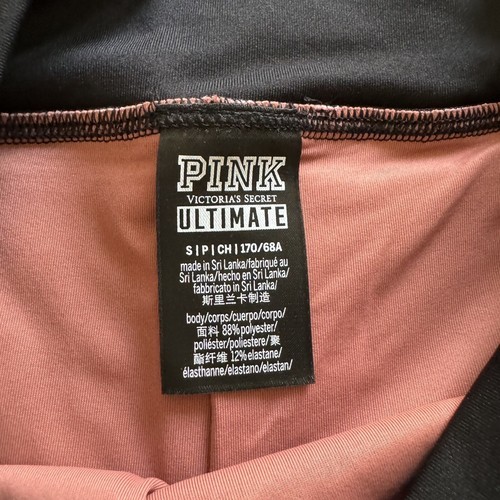 PINK
VICTORIA'S SECRET
ULTIMATE
S|P|CH|170/68A
made in Sri Lanka/fabriqué au
Sri Lanka/hecho en Sri Lanka/
fabbricato in Sri Lanka/
斯里兰卡制造
body/corps/cuerpo/corpo/
面料 88% polyester/
poliéster/poliestere/聚
酯纤维 12% elastane/
élasthanne/elastano/elastan/